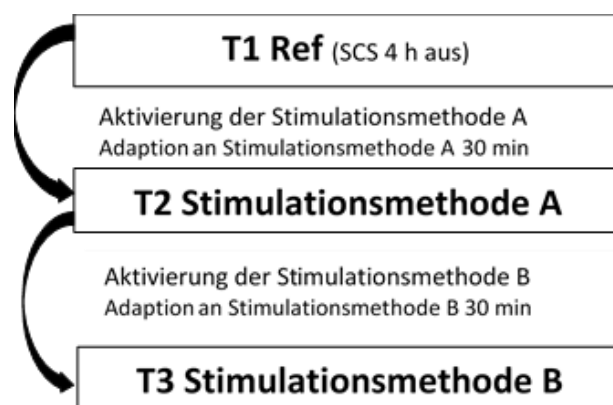 T1 Ref (SCS 4 h aus)
Aktivierung der Stimulationsmethode A
Adaption an Stimulationsmethode A 30 min
T2 Stimulationsmethode A
Aktivierung der Stimulationsmethode B
Adaption an Stimulationsmethode B 30 min
T3 Stimulationsmethode B